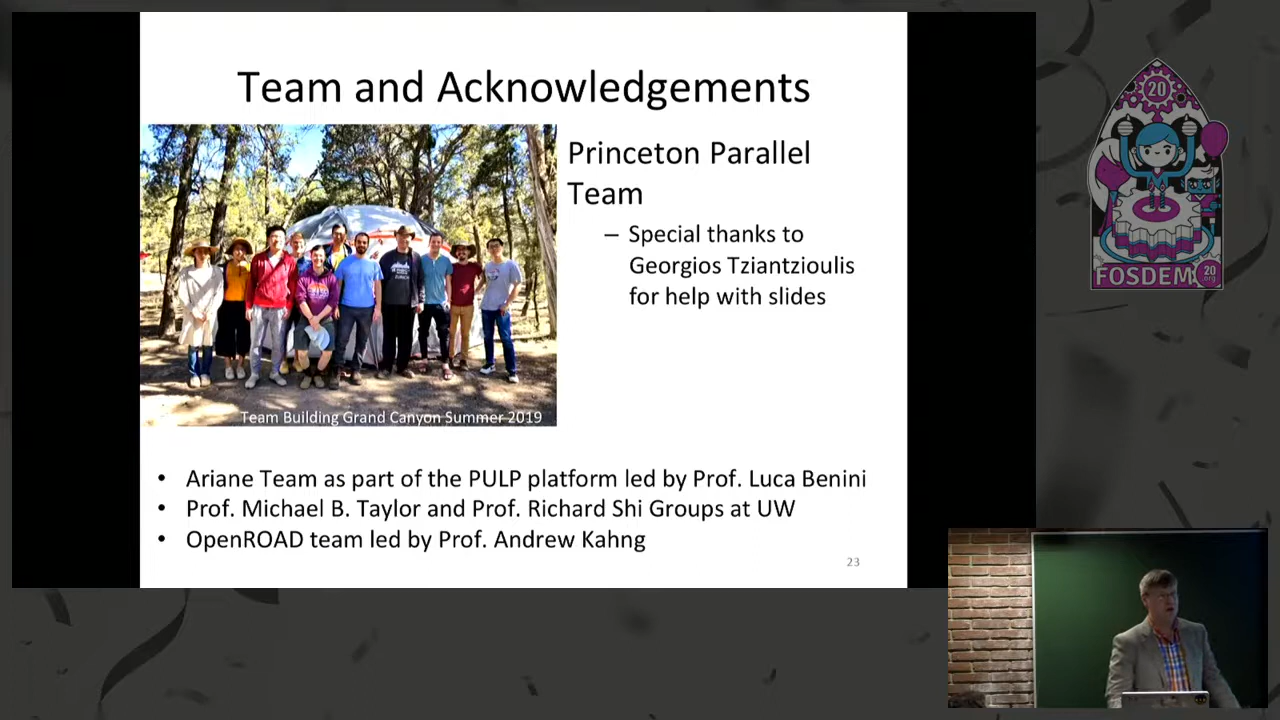 Team and Acknowledgements
Princeton Parallel
Team
– Special thanks to
Georgios Tziantzioulis
for help with slides
Team Building Grand Canyon Summer 2019
• Ariane Team as part of the PULP platform led by Prof. Luca Benini
• Prof. Michael B. Taylor and Prof. Richard Shi Groups at UW
• OpenROAD team led by Prof. Andrew Kahng
23
20
FOSDEM
20
.org